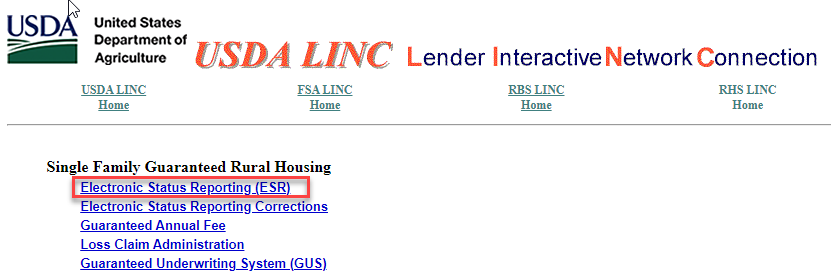 USDA
United States
Department of
Agriculture
USDA LINC Lender Interactive Network Connection
USDA LINC
Home
FSA LINC
Home
RBS LINC
Home
RHS LINC
Home
Single Family Guaranteed Rural Housing
Electronic Status Reporting (ESR)
Electronic Status Reporting Corrections
Guaranteed Annual Fee
Loss Claim Administration
Guaranteed Underwriting System (GUS)